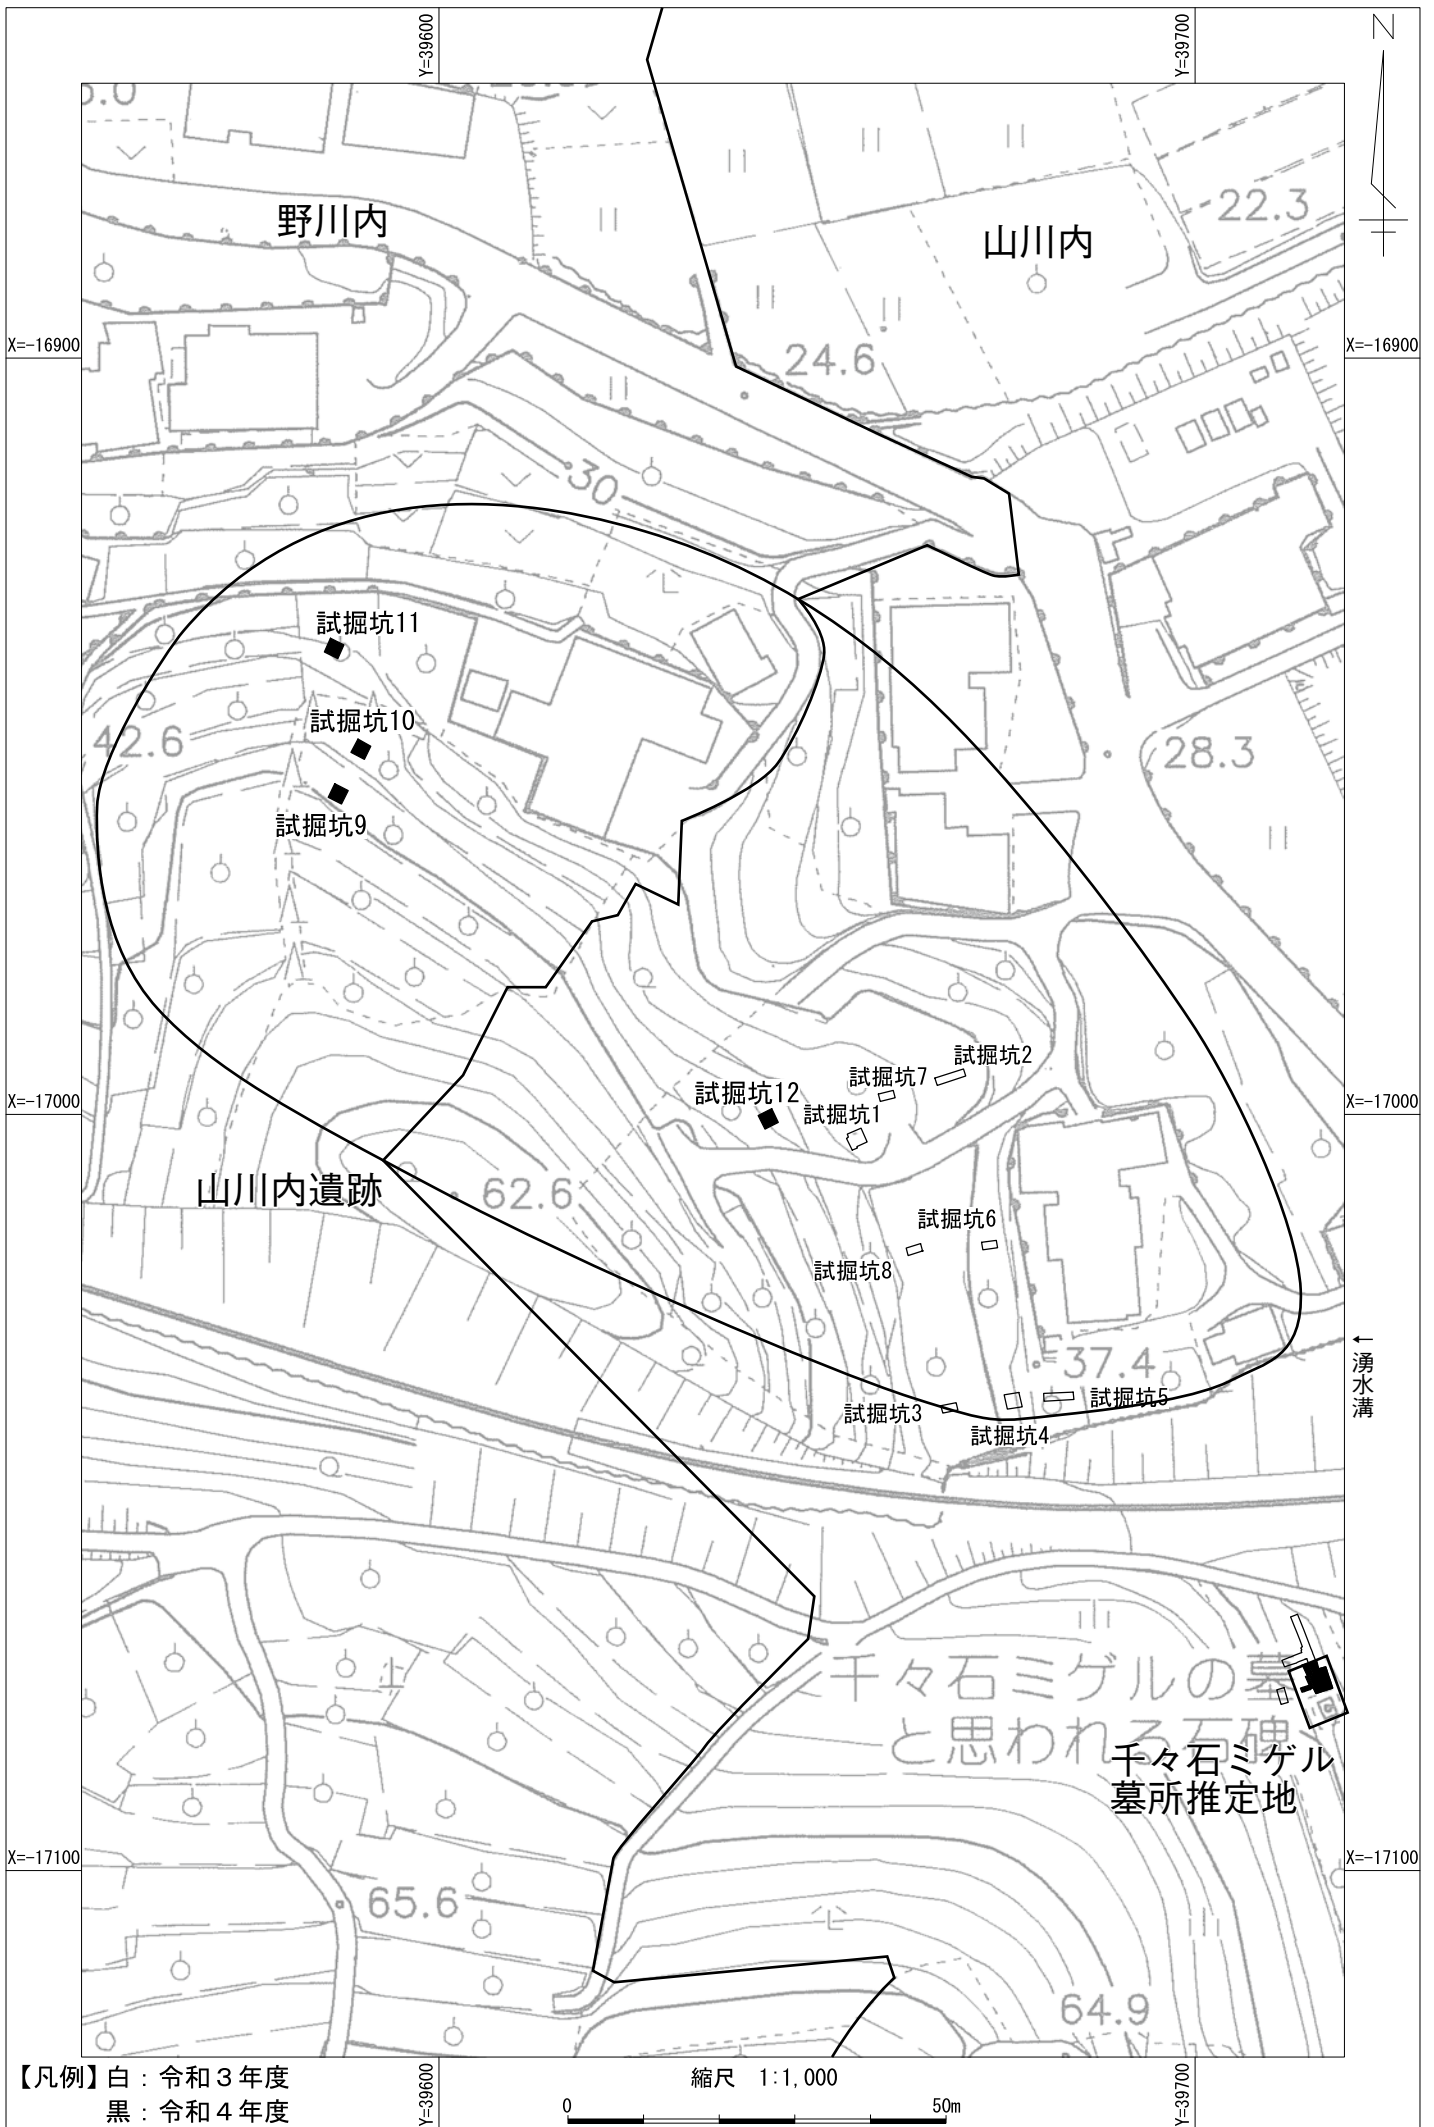 Y=39600
Y=39700
N
5.0
野川内
山川内
22.3
X=-16900
24.6
X=-16900
30
試掘坑11
試掘坑10
42.6
28.3
試掘坑9
試掘坑2
試掘坑7
試掘坑12
試掘坑1
X=-17000
X=-17000
山川内遺跡
62.6
試掘坑6
試掘坑8
37.4
←湧水溝
試掘坑5
試掘坑3
試掘坑4
千々石ミゲルの墓
と思われる石碑
千々石ミゲル
墓所推定地
X=-17100
X=-17100
65.6
64.9
【凡例】白：令和３年度
黒：令和４年度
Y=39600
縮尺 1:1,000
0 50m
Y=39700